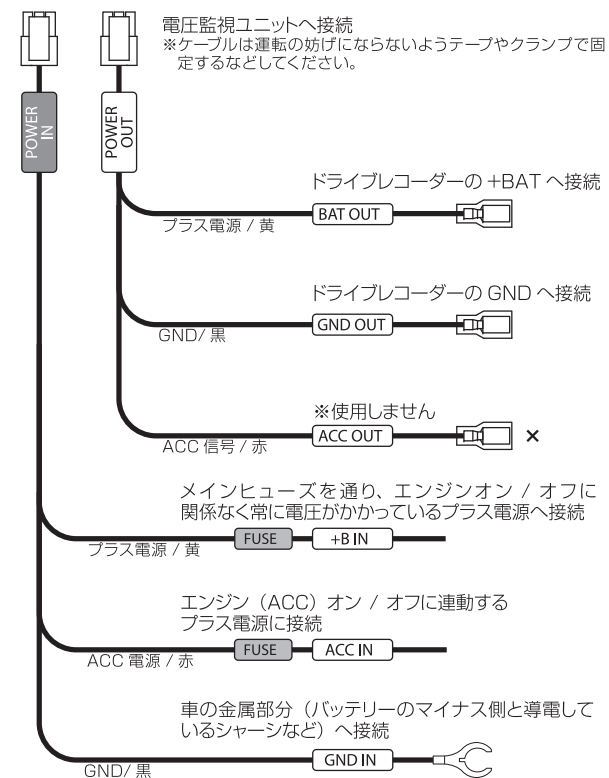 電圧監視ユニットへ接続
※ケーブルは運転の妨げにならないようテープやクランプで固
定するなどしてください。
POWER
IN
POWER
OUT
ドライブレコーダーの +BAT へ接続
BAT OUT
プラス電源 / 黄
ドライブレコーダーの GND へ接続
GND OUT
GND/ 黒
※使用しません
ACC OUT
×
ACC 信号 / 赤
メインヒューズを通り、エンジンオン / オフに
関係なく常に電圧がかかっているプラス電源へ接続
FUSE
+B IN
プラス電源 / 黄
エンジン（ACC）オン / オフに連動する
プラス電源に接続
FUSE
ACC IN
ACC 電源 / 赤
車の金属部分（バッテリーのマイナス側と導電して
いるシャーシなど）へ接続
GND IN
GND/ 黒